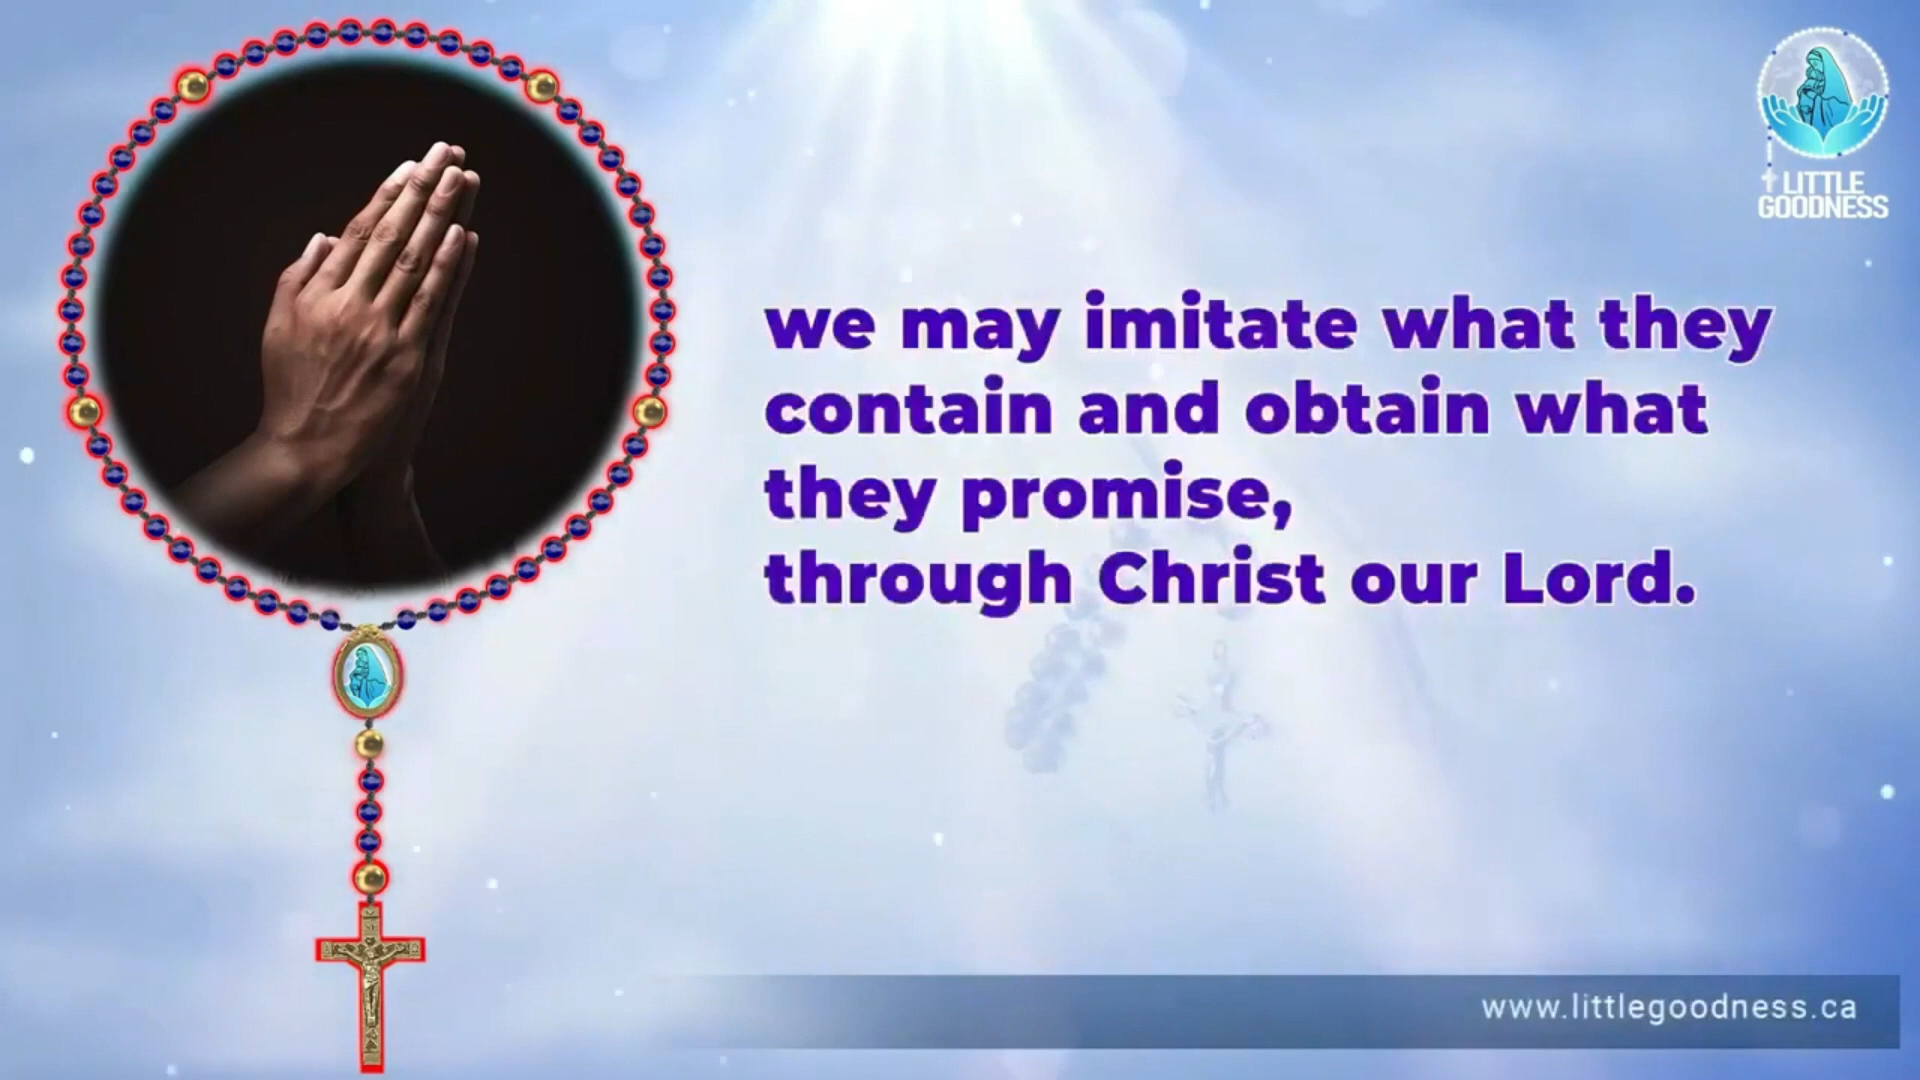 LITTLE
GOODNESS
we may imitate what they
contain and obtain what
they promise,
through Christ our Lord.
www.littlegoodness.ca